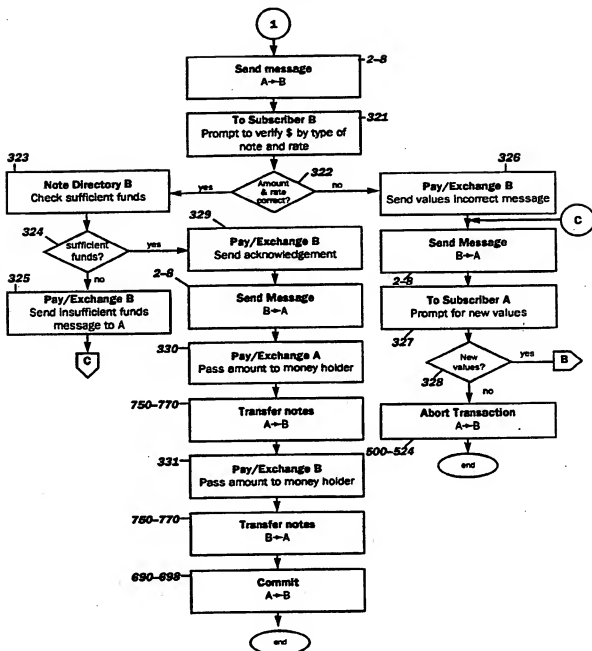 1
2-8
Send message
A→B
321
To Subscriber B
Prompt to verify $ by type of
note and rate
323
Note Directory B
Check sufficient funds
yes
Amount
& rate
correct?
322
no
326
Pay/Exchange B
Send values incorrect message
C
324
sufficient
funds?
yes
329
Pay/Exchange B
Send acknowledgement
Send Message
B→A
2-8
no
325
Pay/Exchange B
Send insufficient funds
message to A
C
2-8
Send Message
B→A
To Subscriber A
Prompt for new values
327
330
Pay/Exchange A
Pass amount to money holder
New
values?
328
yes
B
no
750-770
Transfer notes
A→B
Abort Transaction
A→B
500-524
end
331
Pay/Exchange B
Pass amount to money holder
750-770
Transfer notes
B→A
690-698
Commit
A→B
end